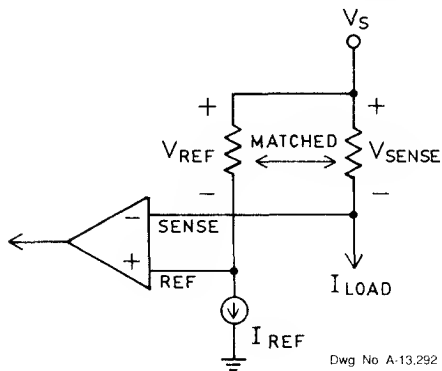 VS
+ +
VREF MATCHED VSENSE
− −
− SENSE
+ REF
ILOAD
IREF
Dwg. No. A-13,292